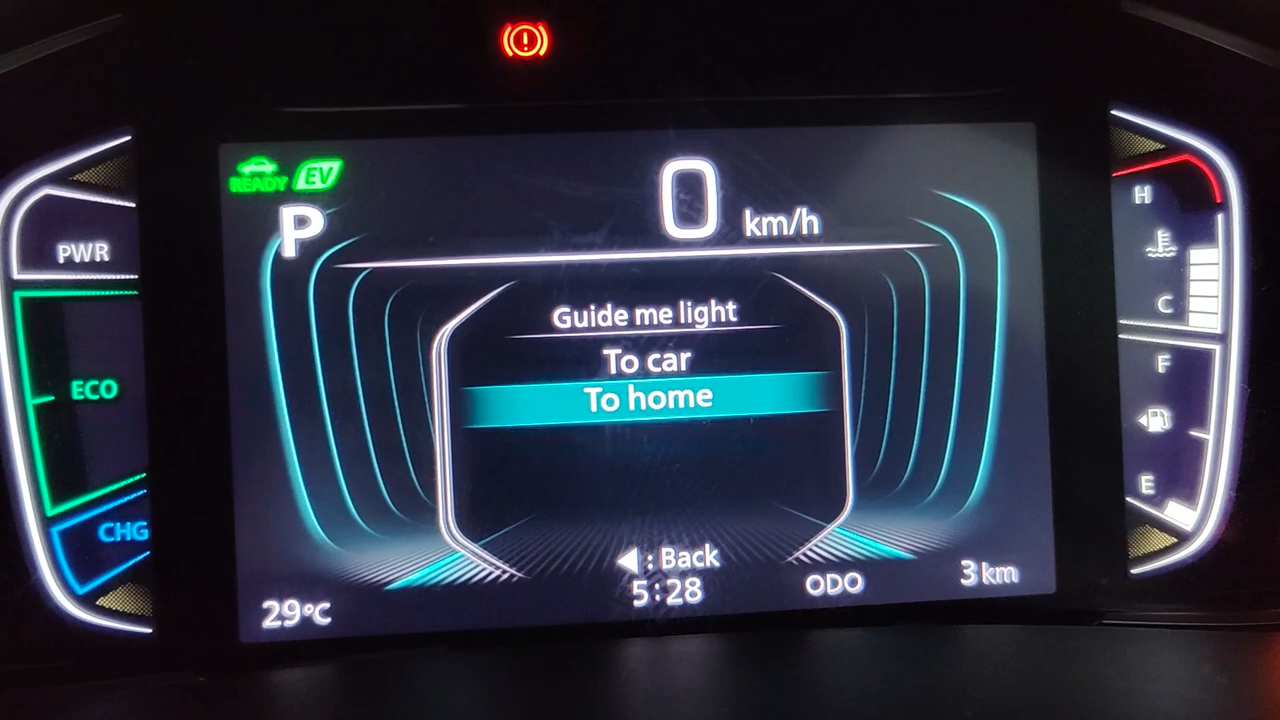 READY EV
P
0 km/h
PWR
ECO
CHG
Guide me light
To car
To home
◀ : Back
5:28
29°C
ODO 3 km
H
C
F
E